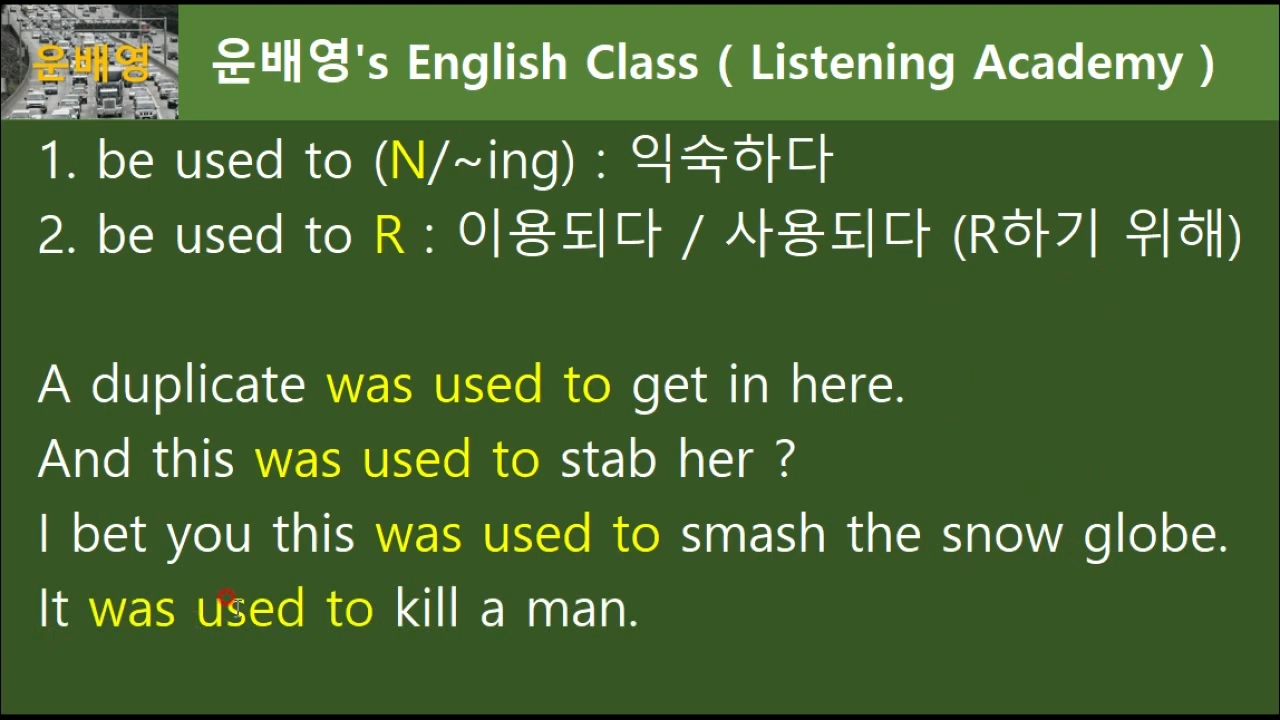 운배영
운배영's English Class ( Listening Academy )
1. be used to (N/~ing) : 익숙하다
2. be used to R : 이용되다 / 사용되다 (R하기 위해)
A duplicate was used to get in here.
And this was used to stab her ?
I bet you this was used to smash the snow globe.
It was used to kill a man.